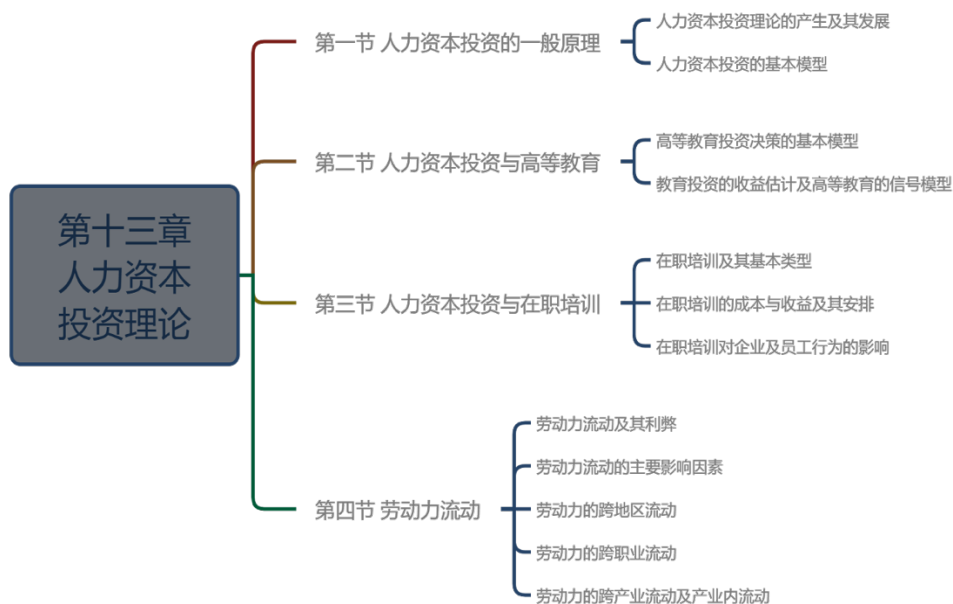 第十三章
人力资本
投资理论
第一节 人力资本投资的一般原理
人力资本投资理论的产生及其发展
人力资本投资的基本模型
第二节 人力资本投资与高等教育
高等教育投资决策的基本模型
教育投资的收益估计及高等教育的信号模型
第三节 人力资本投资与在职培训
在职培训及其基本类型
在职培训的成本与收益及其安排
在职培训对企业及员工行为的影响
第四节 劳动力流动
劳动力流动及其利弊
劳动力流动的主要影响因素
劳动力的跨地区流动
劳动力的跨职业流动
劳动力的跨产业流动及产业内流动